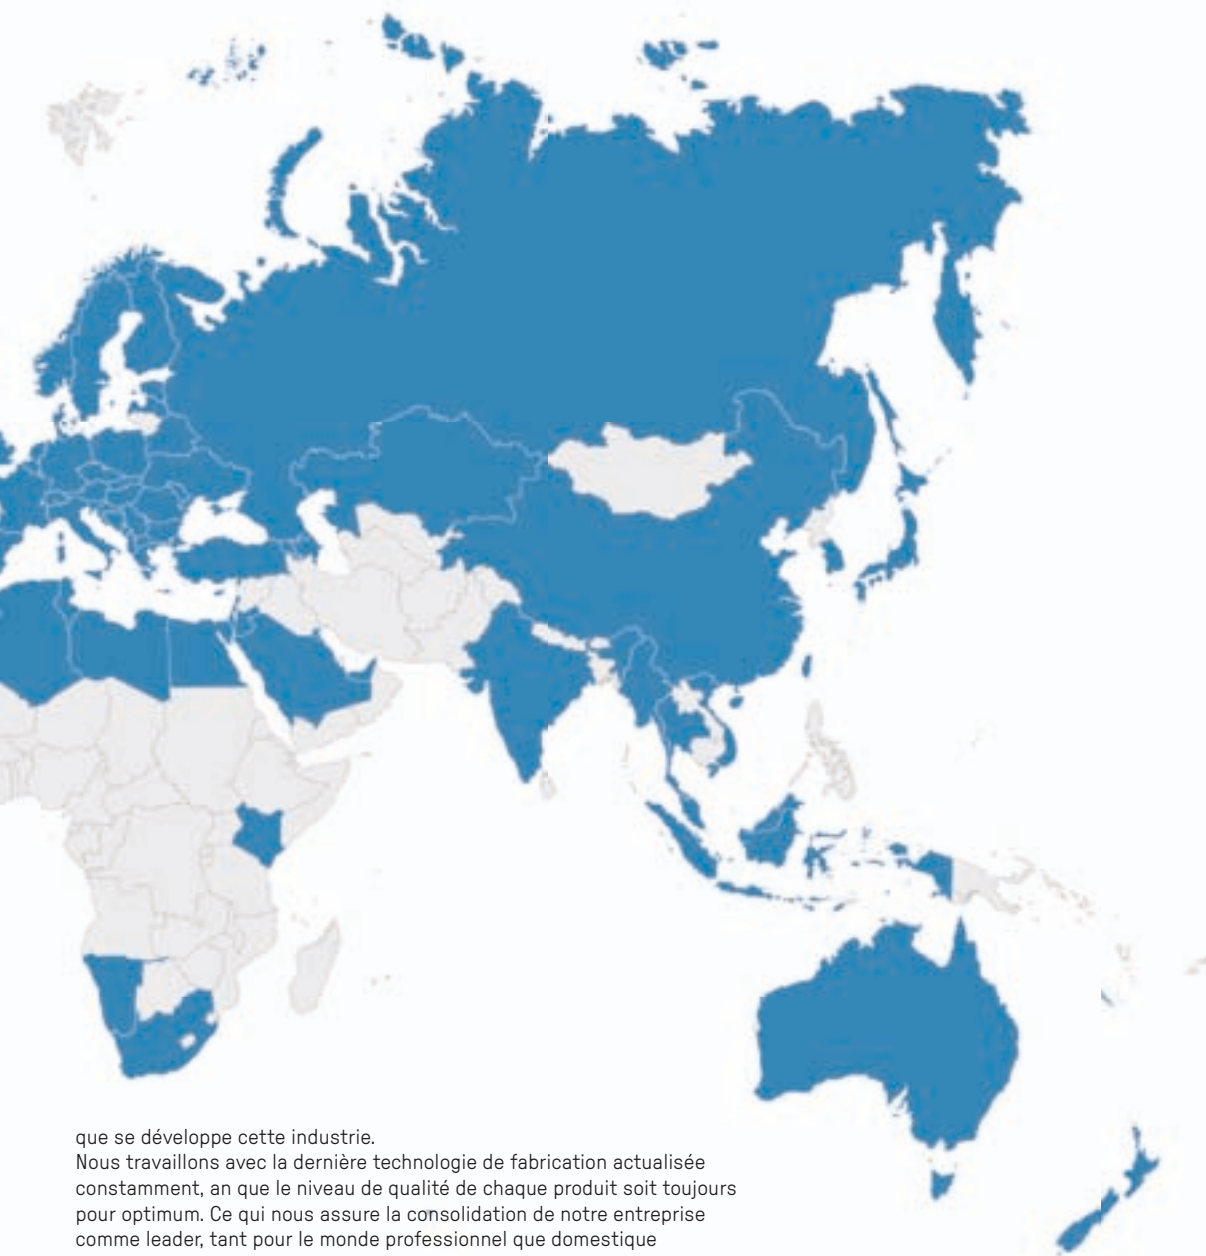 que se développe cette industrie.
Nous travaillons avec la dernière technologie de fabrication actualisée
constamment, an que le niveau de qualité de chaque produit soit toujours
pour optimum. Ce qui nous assure la consolidation de notre entreprise
comme leader, tant pour le monde professionnel que domestique